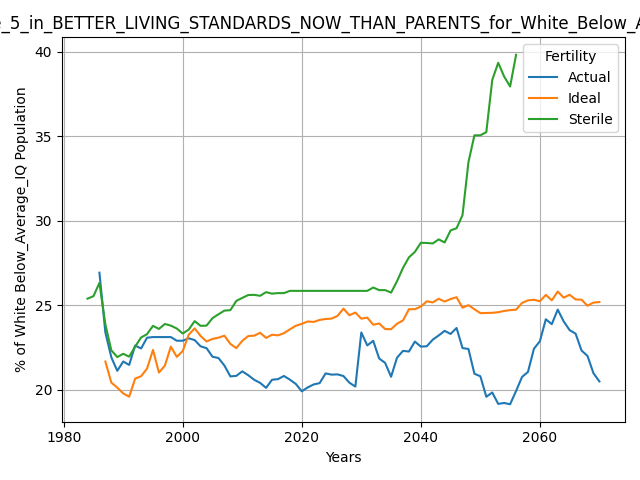 _5_in_BETTER_LIVING_STANDARDS_NOW_THAN_PARENTS_for_White_Below_A
Fertility
Actual
Ideal
Sterile
% of White Below_Average_IQ Population
40
35
30
25
20
1980
2000
2020
2040
2060
Years